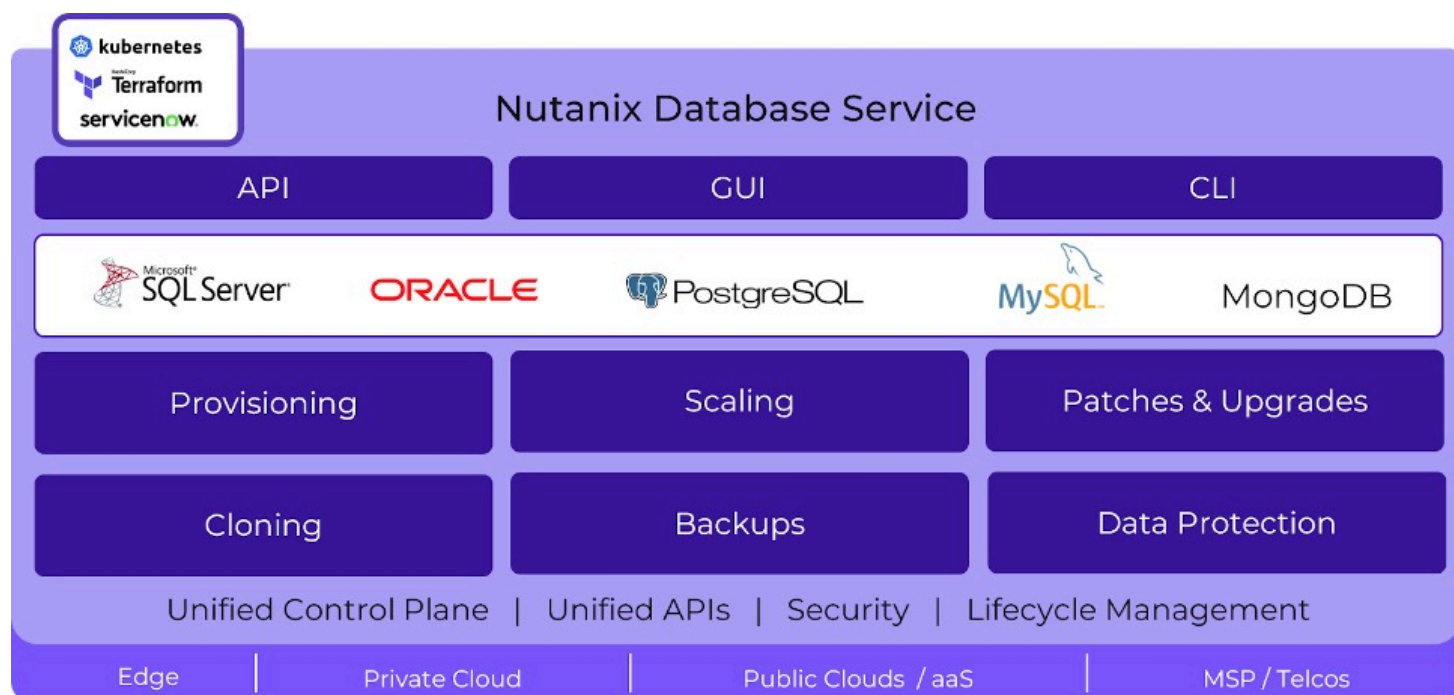 kubernetes
HashiCorp
Terraform
servicenow.
Nutanix Database Service
API GUI CLI
Microsoft® SQL Server® ORACLE PostgreSQL MySQL™ MongoDB
Provisioning Scaling Patches & Upgrades
Cloning Backups Data Protection
Unified Control Plane | Unified APIs | Security | Lifecycle Management
Edge | Private Cloud | Public Clouds / aaS | MSP / Telcos